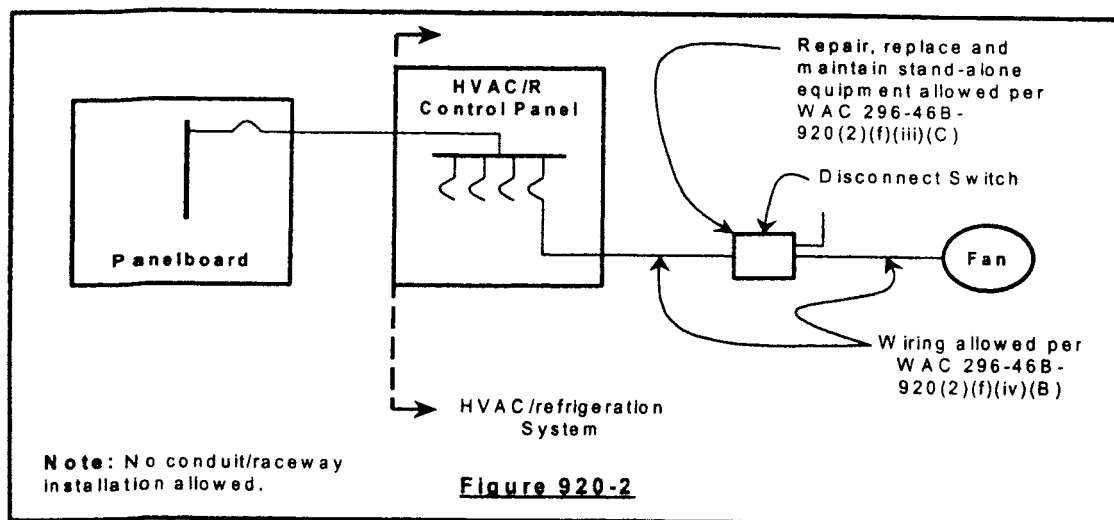 Repair, replace and
maintain stand-alone
equipment allowed per
WAC 296-46B-
920(2)(f)(iii)(C)
HVAC/R
Control Panel
Disconnect Switch
Panelboard
Fan
Wiring allowed per
WAC 296-46B-
920(2)(f)(iv)(B)
HVAC/refrigeration
System
Note: No conduit/raceway
installation allowed.
Figure 920-2